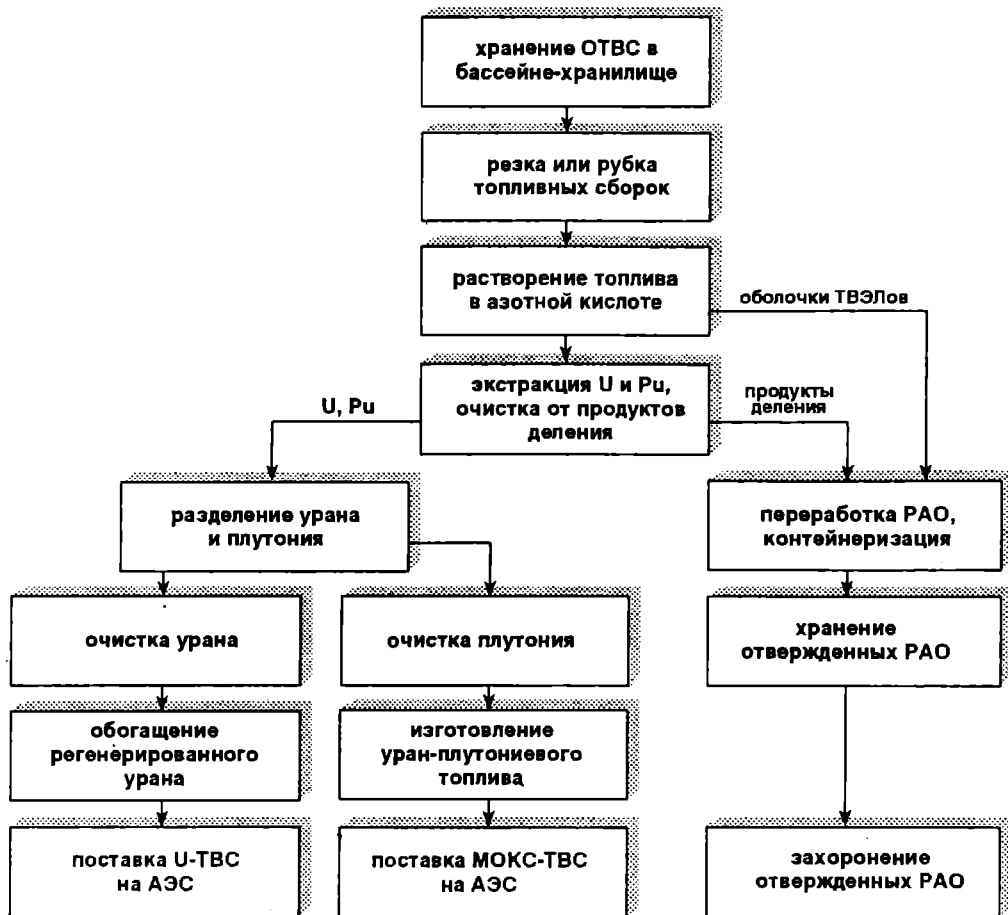 хранение ОТВС в
бассейне-хранилище
резка или рубка
топливных сборок
растворение топлива
в азотной кислоте
оболочки ТВЭЛов
экстракция U и Pu,
очистка от продуктов
деления
U, Pu
продукты
деления
разделение урана
и плутония
переработка РАО,
контейнеризация
очистка урана
очистка плутония
хранение
отвержденных РАО
обогащение
регенерированного
урана
изготовление
уран-плутониевого
топлива
поставка U-ТВС
на АЭС
поставка МОКС-ТВС
на АЭС
захоронение
отвержденных РАО